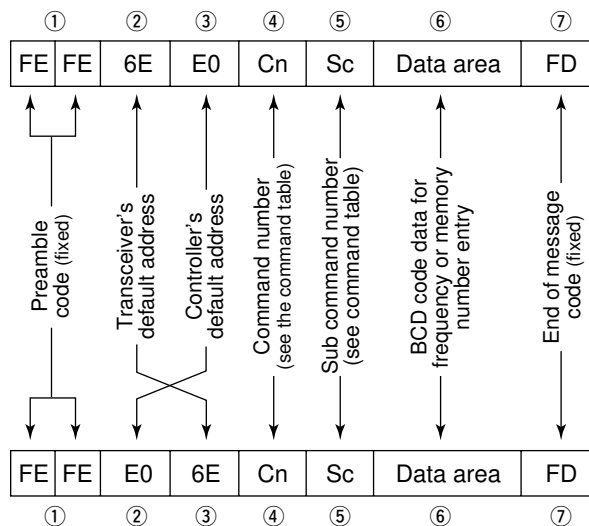 ① ② ③ ④ ⑤ ⑥ ⑦
FE FE 6E E0 Cn Sc Data area FD
Preamble
code (fixed)
Transceiver's
default address
Controller's
default address
Command number
(see the command table)
Sub command number
(see command table)
BCD code data for
frequency or memory
number entry
End of message
code (fixed)
FE FE E0 6E Cn Sc Data area FD
① ② ③ ④ ⑤ ⑥ ⑦